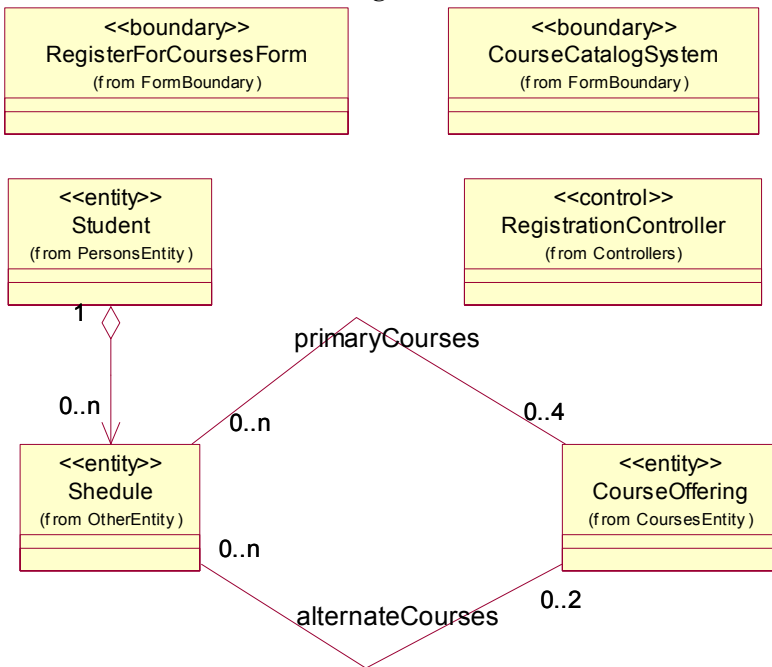 <<boundary>>
RegisterForCoursesForm
(from FormBoundary)
<<boundary>>
CourseCatalogSystem
(from FormBoundary)
<<entity>>
Student
(from PersonsEntity)
<<control>>
RegistrationController
(from Controllers)
1
primaryCourses
0..n
0..n
0..4
<<entity>>
Shedule
(from OtherEntity)
<<entity>>
CourseOffering
(from CoursesEntity)
0..n
0..2
alternateCourses